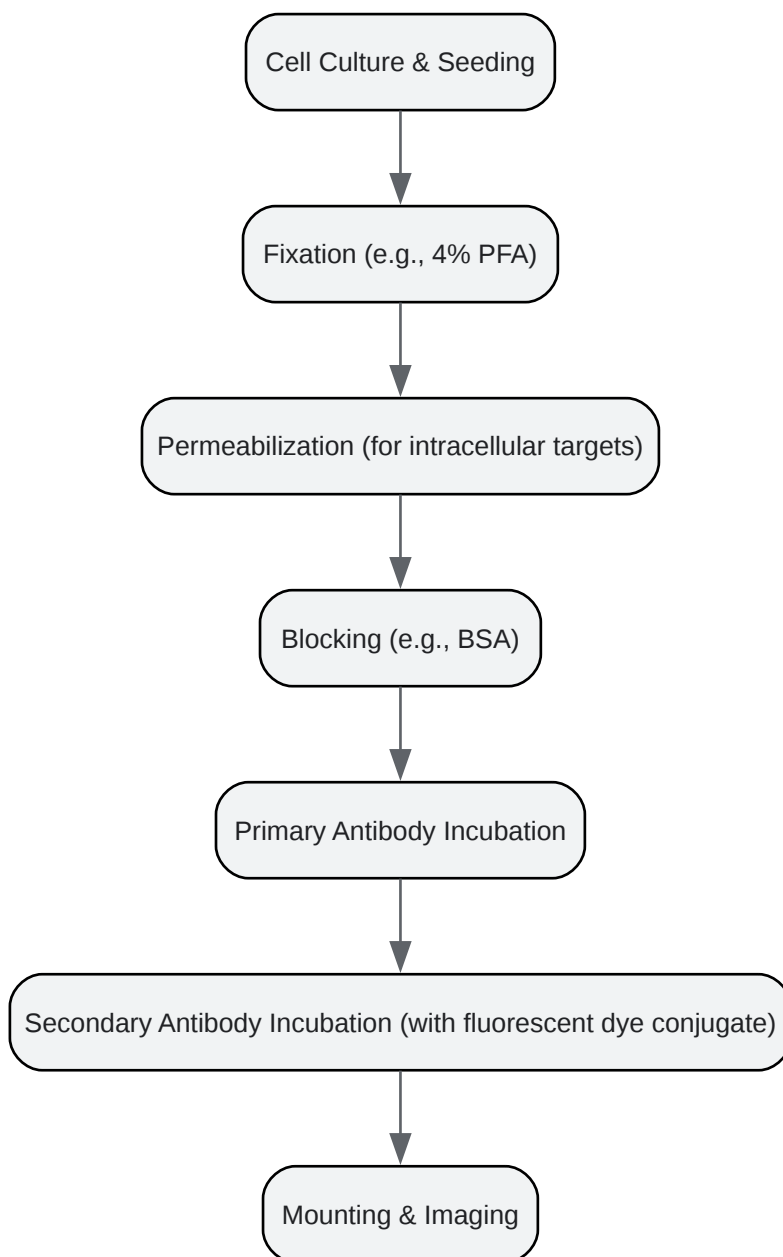 Cell Culture & Seeding
Fixation (e.g., 4% PFA)
Permeabilization (for intracellular targets)
Blocking (e.g., BSA)
Primary Antibody Incubation
Secondary Antibody Incubation (with fluorescent dye conjugate)
Mounting & Imaging